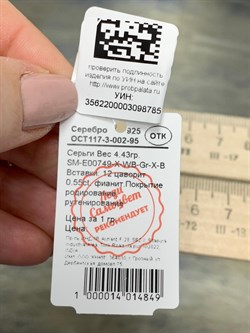 проверить подлинность
изделия по УИН на сайте
http://www.probpalata.ru
УИН:
3562200003098785
Серебро 925
ОСТ117-3-002-95
ОТК
Серьги Вес 4,43гр.
SM-E00749-X-WB-Gr-X-B
Вставки: 12 цаворит
0.55ct, фианит.Покрытие
родирование,
рутенирование
Цена за 1 гр.
Цена
РЕКОМЕНДУЕТ
1 000014 014849